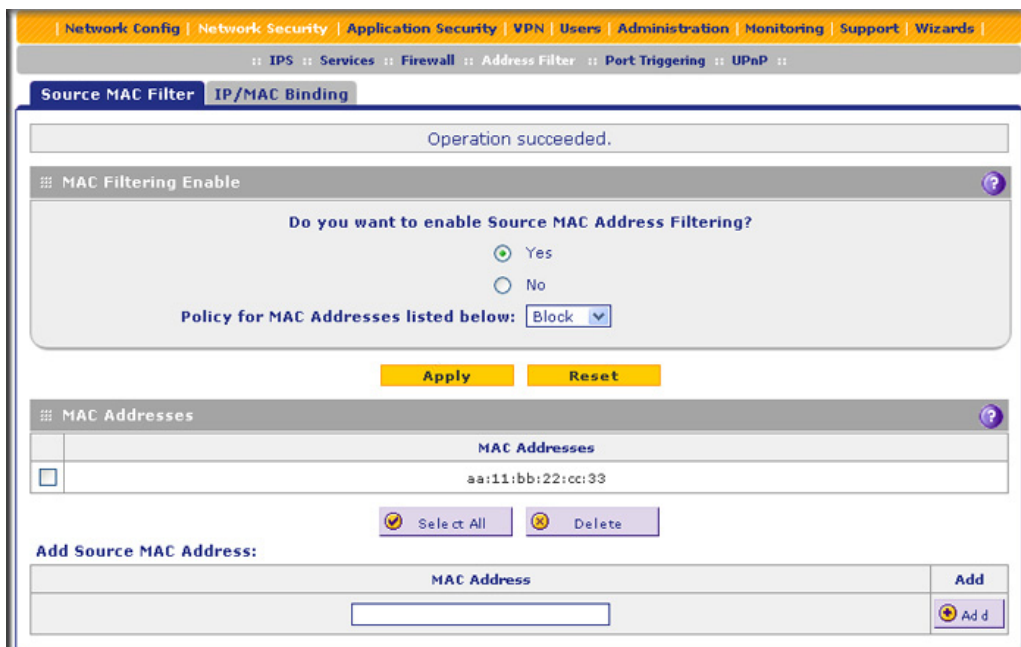 | Network Config | Network Security | Application Security | VPN | Users | Administration | Monitoring | Support | Wizards |
:: IPS :: Services :: Firewall :: Address Filter :: Port Triggering :: UPnP ::
Source MAC Filter IP/MAC Binding
Operation succeeded.
MAC Filtering Enable ?
Do you want to enable Source MAC Address Filtering?
Yes
No
Policy for MAC Addresses listed below: Block
Apply Reset
MAC Addresses ?
MAC Addresses
aa:11:bb:22:cc:33
Select All Delete
Add Source MAC Address:
MAC Address Add
Add